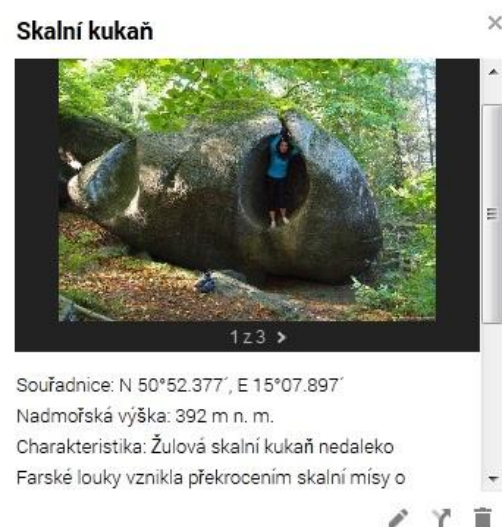 Skalní kukaň
1 z 3
Souřadnice: N 50°52.377´, E 15°07.897´
Nadmořská výška: 392 m n. m.
Charakteristika: Žulová skalní kukaň nedaleko
Farské louky vznikla překrocením skalní mísy o